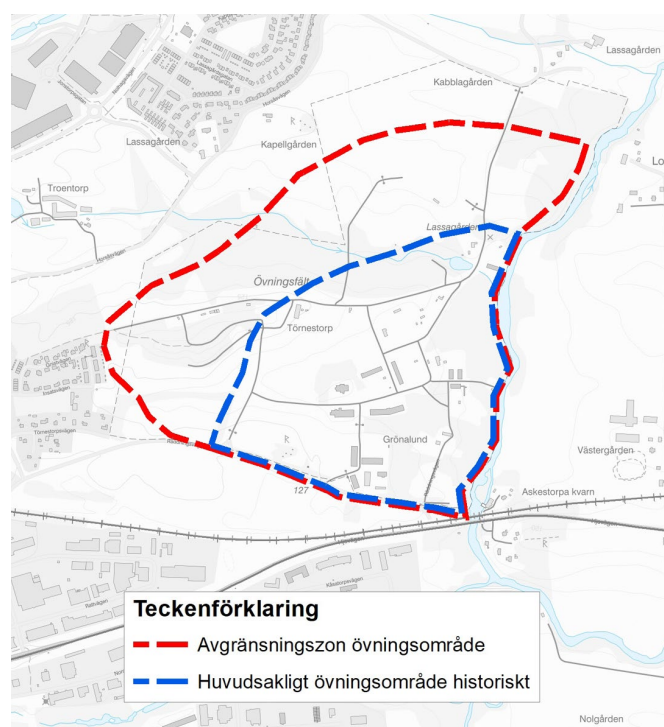 Lassagården
Kabblagården
Kapellgården
Lassagården
Lo
Troentorp
Lassagården
Övningsfält
Törnestorp
Grönalund
Västergården
127
Askestorpa kvarn
Teckenförklaring
Avgränsningszon övningsområde
Huvudsakligt övningsområde historiskt
Nolgården